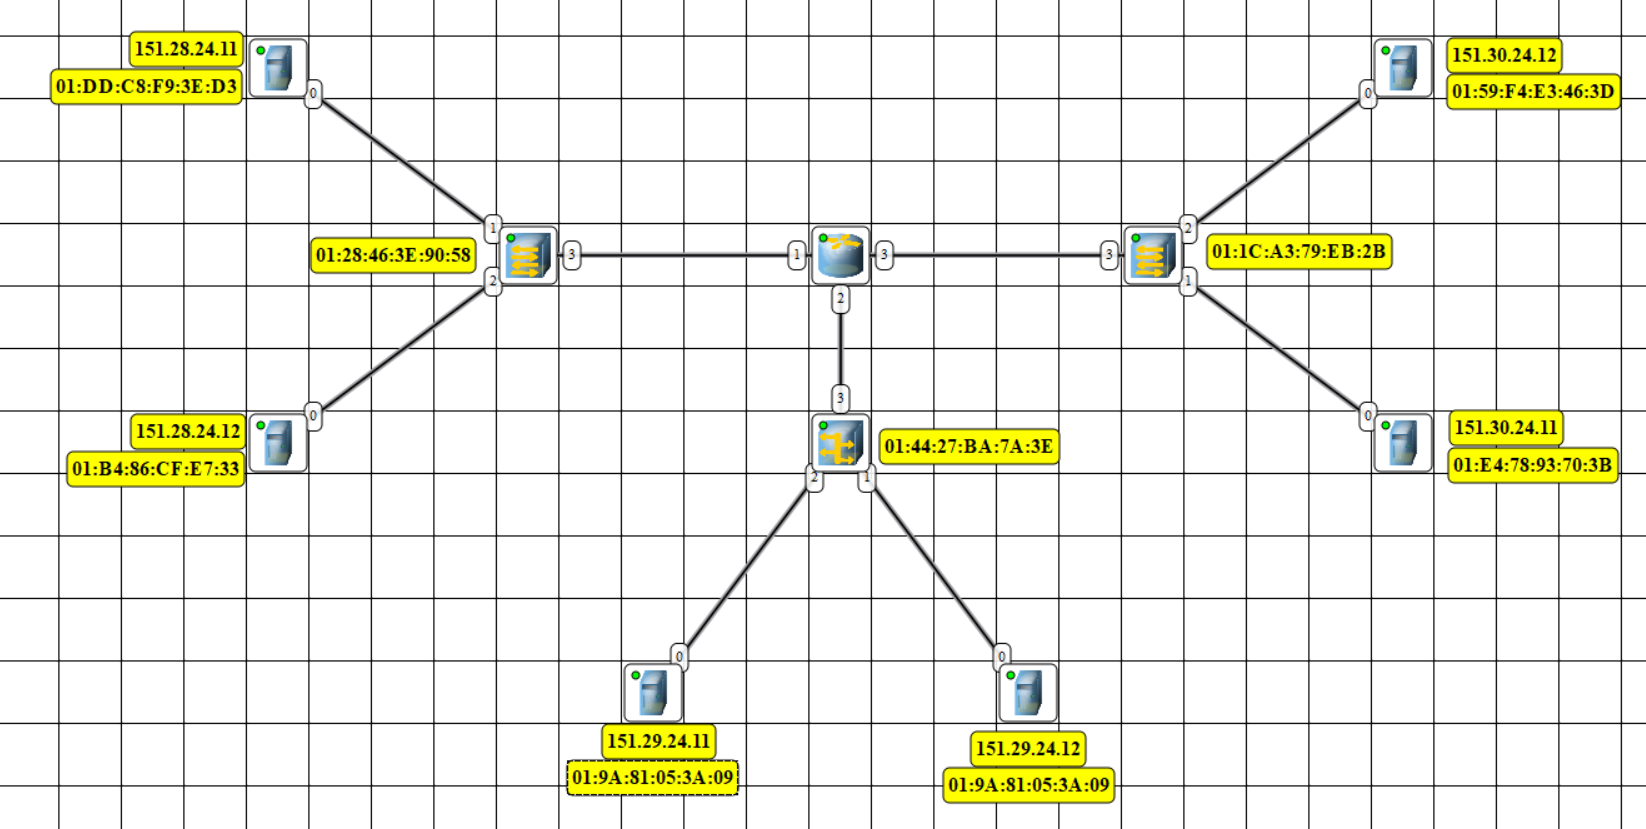 151.28.24.11
01:DD:C8:F9:3E:D3
0
151.30.24.12
01:59:F4:E3:46:3D
0
1
2
01:28:46:3E:90:58
3
1
3
3
01:1C:A3:79:EB:2B
2
2
1
3
151.28.24.12
01:B4:86:CF:E7:33
0
01:44:27:BA:7A:3E
0
151.30.24.11
01:E4:78:93:70:3B
2
1
0
0
151.29.24.11
01:9A:81:05:3A:09
151.29.24.12
01:9A:81:05:3A:09